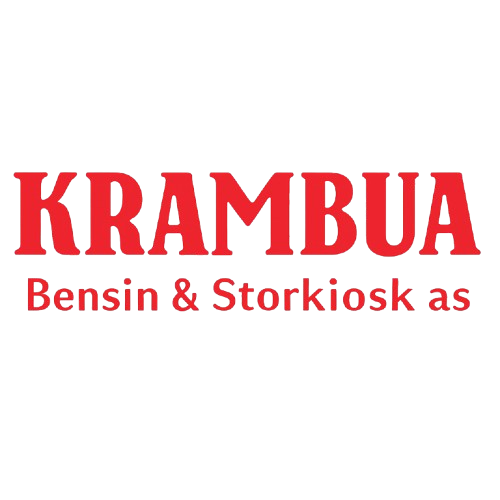 KRAMBUA
Bensin & Storkiosk as